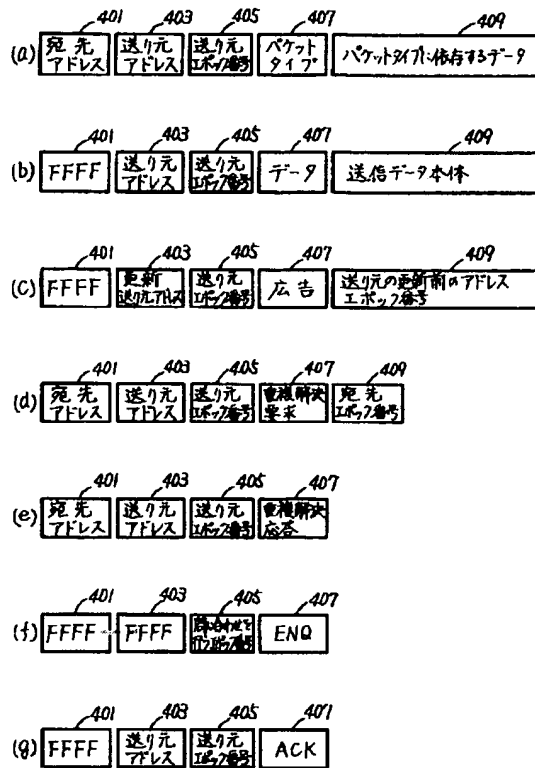 401 403 405 407 409
(a) 宛先アドレス 送り元アドレス 送り元エポック番号 パケットタイプ パケットタイプに依存するデータ
401 403 405 407 409
(b) FFFF 送り元アドレス 送り元エポック番号 データ 送信データ本体
401 403 405 407 409
(c) FFFF 更新送り元アドレス 送り元エポック番号 広告 送り元の更新前のアドレスエポック番号
401 403 405 407 409
(d) 宛先アドレス 送り元アドレス 送り元エポック番号 重複解決要求 宛先エポック番号
401 403 405 407
(e) 宛先アドレス 送り元アドレス 送り元エポック番号 重複解決応答
401 403 405 407
(f) FFFF FFFF エポック番号 ENQ
401 403 405 407
(g) FFFF 送り元アドレス 送り元エポック番号 ACK